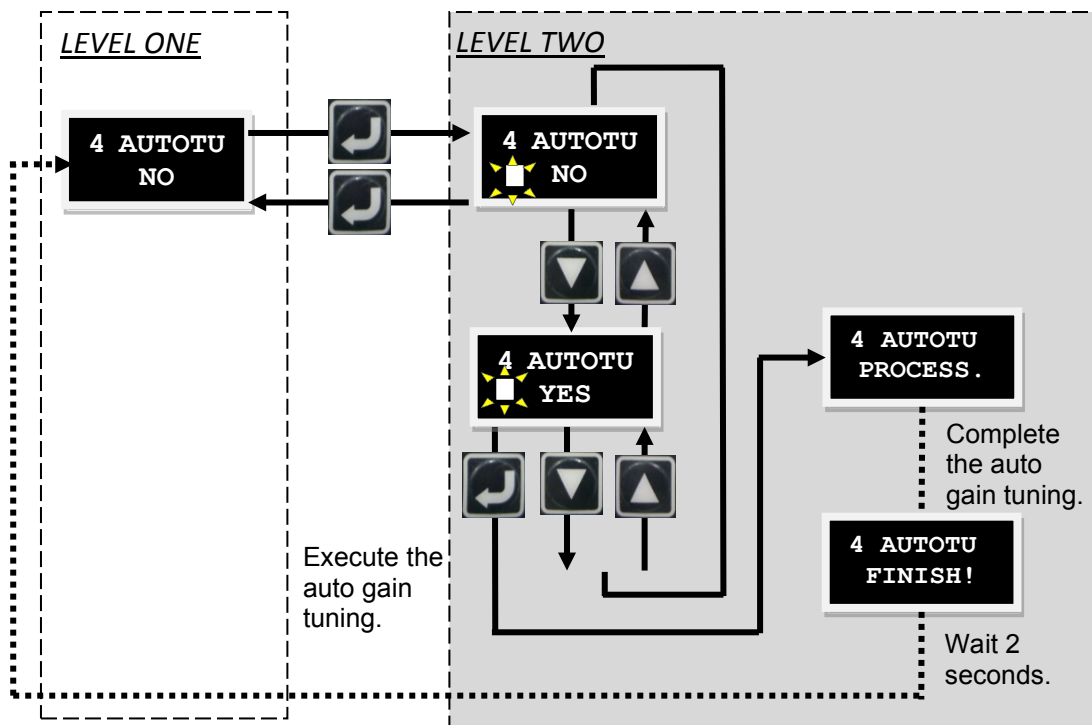 LEVEL ONE
LEVEL TWO
4 AUTOTU
NO
4 AUTOTU
NO
4 AUTOTU
YES
4 AUTOTU
PROCESS.
Complete
the auto
gain tuning.
4 AUTOTU
FINISH!
Execute the
auto gain
tuning.
Wait 2
seconds.